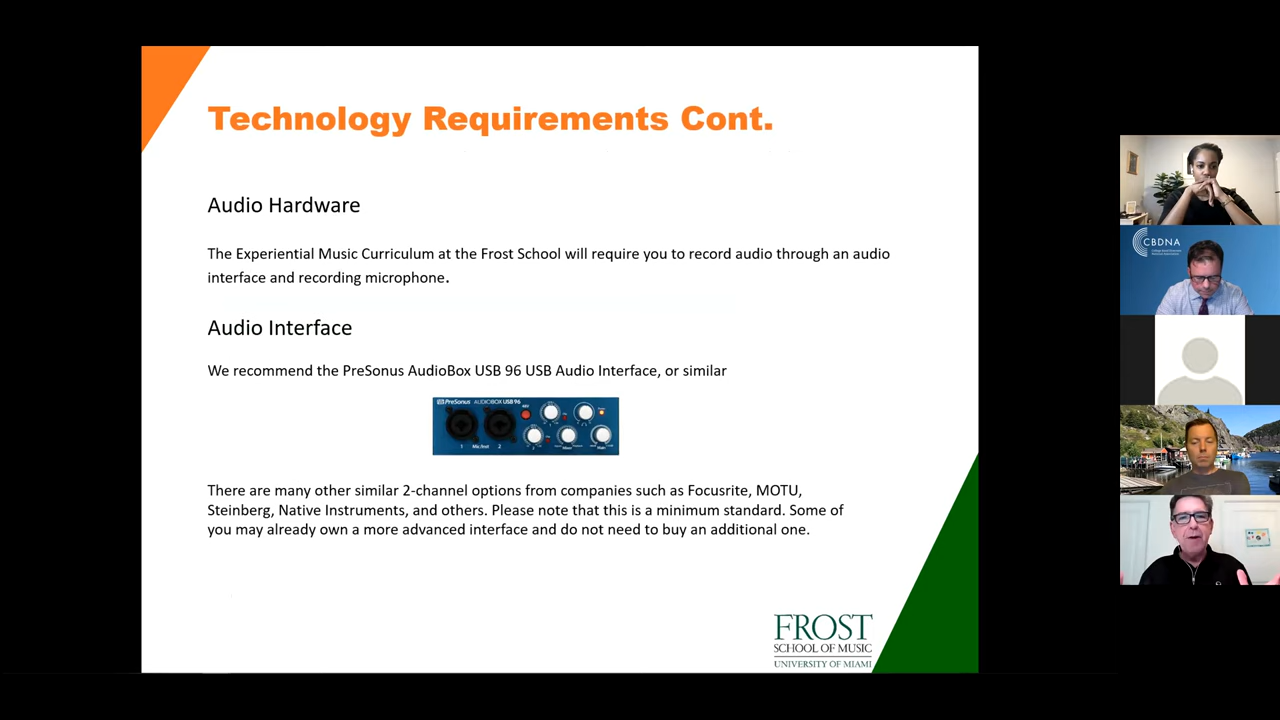 Technology Requirements Cont.
Audio Hardware
The Experiential Music Curriculum at the Frost School will require you to record audio through an audio
interface and recording microphone.
Audio Interface
We recommend the PreSonus AudioBox USB 96 USB Audio Interface, or similar
PreSonus AUDIOBOX USB 96
48V
1 Mic/Inst 2
There are many other similar 2-channel options from companies such as Focusrite, MOTU,
Steinberg, Native Instruments, and others. Please note that this is a minimum standard. Some of
you may already own a more advanced interface and do not need to buy an additional one.
FROST
SCHOOL OF MUSIC
UNIVERSITY OF MIAMI
CBDNA